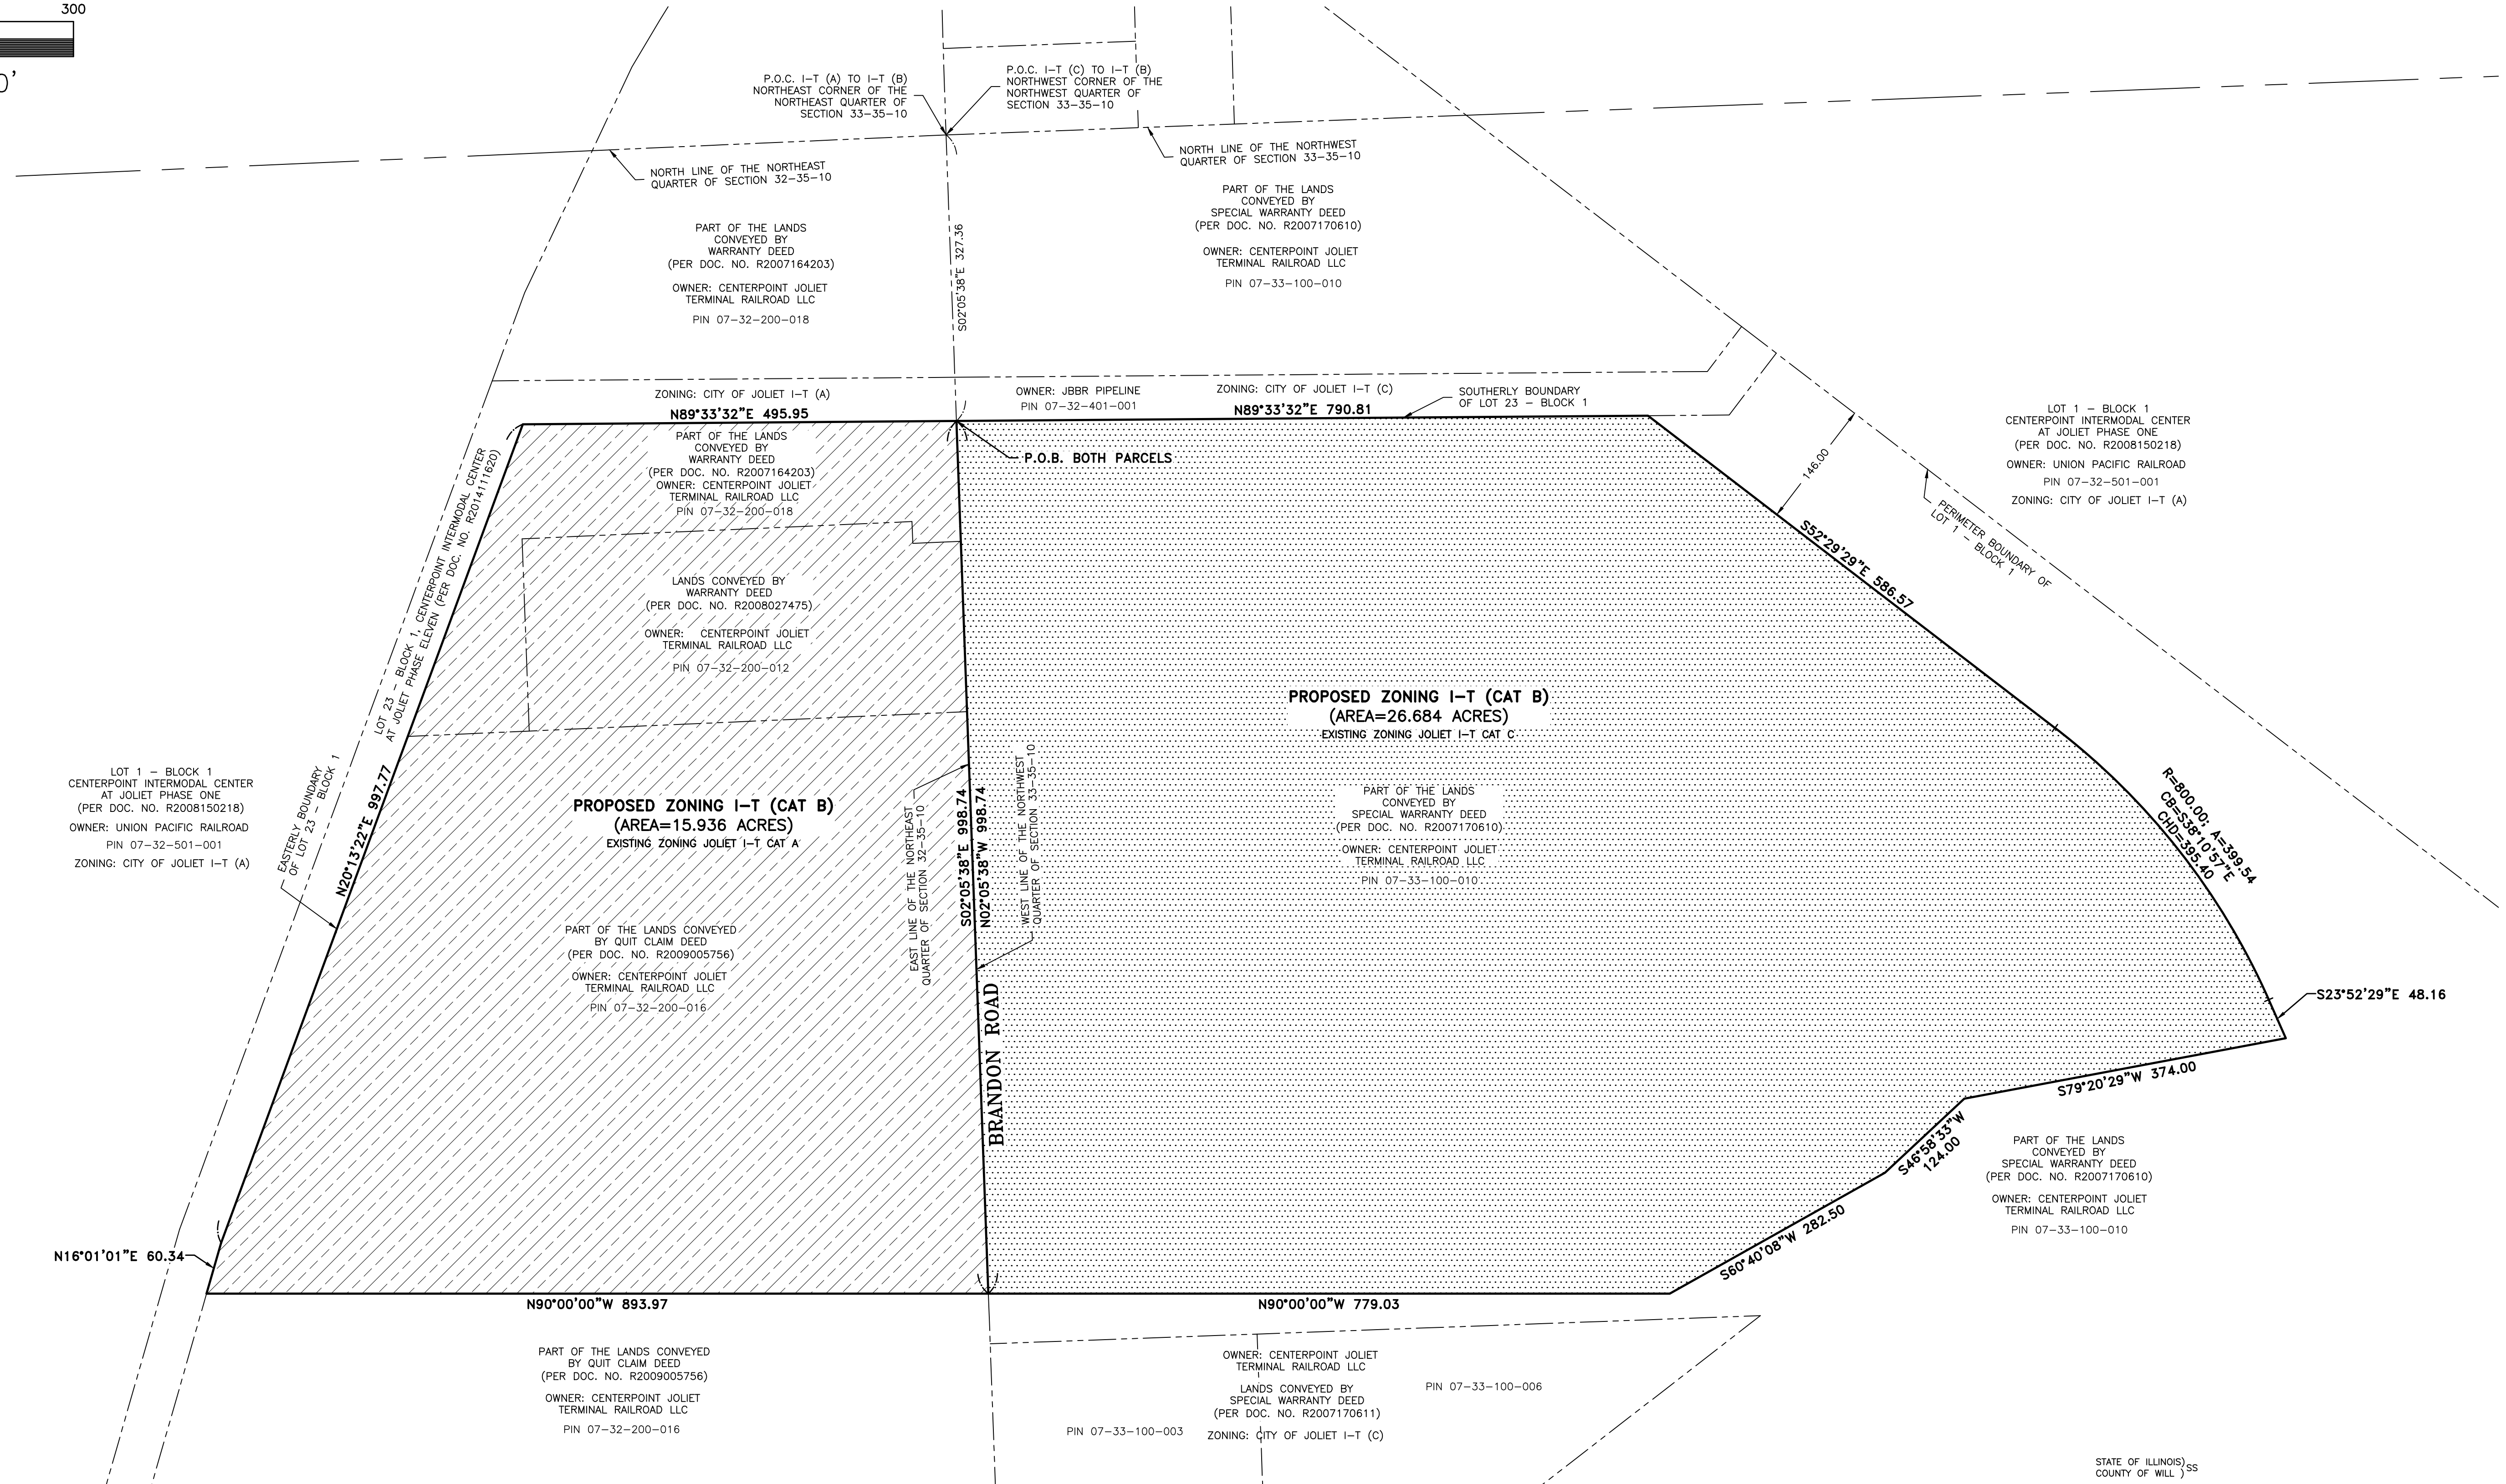 300
0'
P.O.C. I-T (A) TO I-T (B)
NORTHEAST CORNER OF THE
NORTHEAST QUARTER OF
SECTION 33-35-10
P.O.C. I-T (C) TO I-T (B)
NORTHWEST CORNER OF THE
NORTHWEST QUARTER OF
SECTION 33-35-10
NORTH LINE OF THE NORTHEAST
QUARTER OF SECTION 32-35-10
NORTH LINE OF THE NORTHWEST
QUARTER OF SECTION 33-35-10
PART OF THE LANDS
CONVEYED BY
WARRANTY DEED
(PER DOC. NO. R2007164203)
OWNER: CENTERPOINT JOLIET
TERMINAL RAILROAD LLC
PIN 07-32-200-018
S02°05'38"E 327.36
PART OF THE LANDS
CONVEYED BY
SPECIAL WARRANTY DEED
(PER DOC. NO. R2007170610)
OWNER: CENTERPOINT JOLIET
TERMINAL RAILROAD LLC
PIN 07-33-100-010
ZONING: CITY OF JOLIET I-T (A)
N89°33'32"E 495.95
OWNER: JBBR PIPELINE
PIN 07-32-401-001
ZONING: CITY OF JOLIET I-T (C)
N89°33'32"E 790.81
SOUTHERLY BOUNDARY
OF LOT 23 - BLOCK 1
P.O.B. BOTH PARCELS
146.00
LOT 1 - BLOCK 1
CENTERPOINT INTERMODAL CENTER
AT JOLIET PHASE ONE
(PER DOC. NO. R2008150218)
OWNER: UNION PACIFIC RAILROAD
PIN 07-32-501-001
ZONING: CITY OF JOLIET I-T (A)
PERIMETER BOUNDARY OF
LOT 1 - BLOCK 1
S52°29'29"E 586.57
PART OF THE LANDS
CONVEYED BY
WARRANTY DEED
(PER DOC. NO. R2007164203)
OWNER: CENTERPOINT JOLIET
TERMINAL RAILROAD LLC
PIN 07-32-200-018
LANDS CONVEYED BY
WARRANTY DEED
(PER DOC. NO. R2008027475)
OWNER: CENTERPOINT JOLIET
TERMINAL RAILROAD LLC
PIN 07-32-200-012
LOT 23 - BLOCK 1, CENTERPOINT INTERMODAL CENTER
AT JOLIET PHASE ELEVEN (PER DOC. NO. R2014111620)
EASTERLY BOUNDARY
OF LOT 23 - BLOCK 1
N20°13'22"E 997.77
LOT 1 - BLOCK 1
CENTERPOINT INTERMODAL CENTER
AT JOLIET PHASE ONE
(PER DOC. NO. R2008150218)
OWNER: UNION PACIFIC RAILROAD
PIN 07-32-501-001
ZONING: CITY OF JOLIET I-T (A)
PROPOSED ZONING I-T (CAT B)
(AREA=15.936 ACRES)
EXISTING ZONING JOLIET I-T CAT A
PART OF THE LANDS CONVEYED
BY QUIT CLAIM DEED
(PER DOC. NO. R2009005756)
OWNER: CENTERPOINT JOLIET
TERMINAL RAILROAD LLC
PIN 07-32-200-016
EAST LINE OF THE NORTHEAST
QUARTER OF SECTION 32-35-10
S02°05'38"E 998.74
N02°05'38"W 998.74
WEST LINE OF THE NORTHWEST
QUARTER OF SECTION 33-35-10
BRANDON ROAD
PROPOSED ZONING I-T (CAT B)
(AREA=26.684 ACRES)
EXISTING ZONING JOLIET I-T CAT C
PART OF THE LANDS
CONVEYED BY
SPECIAL WARRANTY DEED
(PER DOC. NO. R2007170610)
OWNER: CENTERPOINT JOLIET
TERMINAL RAILROAD LLC
PIN 07-33-100-010
R=800.00; A=399.54
CB=S38°10'57"E
CHD=395.40
S23°52'29"E 48.16
S79°20'29"W 374.00
S46°58'33"W
124.00
S60°40'08"W 282.50
PART OF THE LANDS
CONVEYED BY
SPECIAL WARRANTY DEED
(PER DOC. NO. R2007170610)
OWNER: CENTERPOINT JOLIET
TERMINAL RAILROAD LLC
PIN 07-33-100-010
N16°01'01"E 60.34
N90°00'00"W 893.97
N90°00'00"W 779.03
PART OF THE LANDS CONVEYED
BY QUIT CLAIM DEED
(PER DOC. NO. R2009005756)
OWNER: CENTERPOINT JOLIET
TERMINAL RAILROAD LLC
PIN 07-32-200-016
OWNER: CENTERPOINT JOLIET
TERMINAL RAILROAD LLC
LANDS CONVEYED BY
SPECIAL WARRANTY DEED
(PER DOC. NO. R2007170611)
ZONING: CITY OF JOLIET I-T (C)
PIN 07-33-100-003
PIN 07-33-100-006
STATE OF ILLINOIS)
COUNTY OF WILL ) SS